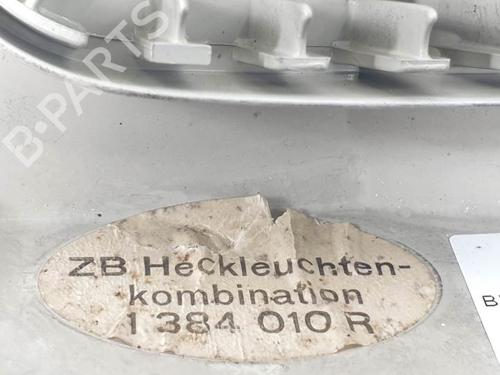 B-PARTS
ZB Heckleuchten-
kombination
1 384 010 R